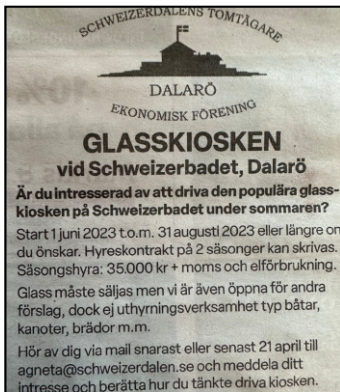 SCHWEIZERDALENS TOMTÄGARE
DALARÖ
EKONOMISK FÖRENING
GLASSKIOSKEN
vid Schweizerbadet, Dalarö
Är du intresserad av att driva den populära glass-
kiosken på Schweizerbadet under sommaren?
Start 1 juni 2023 t.o.m. 31 augusti 2023 eller längre om
du önskar. Hyreskontrakt på 2 säsonger kan skrivas.
Säsongshyra: 35.000 kr + moms och elförbrukning.
Glass måste säljas men vi är även öppna för andra
förslag, dock ej uthyrningsverksamhet typ båtar,
kanoter, brädor m.m.
Hör av dig via mail snarast eller senast 21 april till
agneta@schweizerdalen.se och meddela ditt
intresse och berätta hur du tänkte driva kiosken.